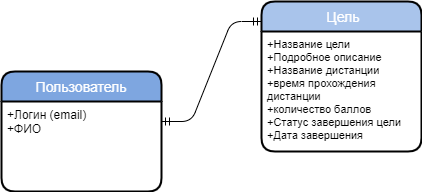 Цель
+Название цели
+Подробное описание
+Название дистанции
+время прохождения
дистанции
+количество баллов
+Статус завершения цели
+Дата завершения
Пользователь
+Логин (email)
+ФИО